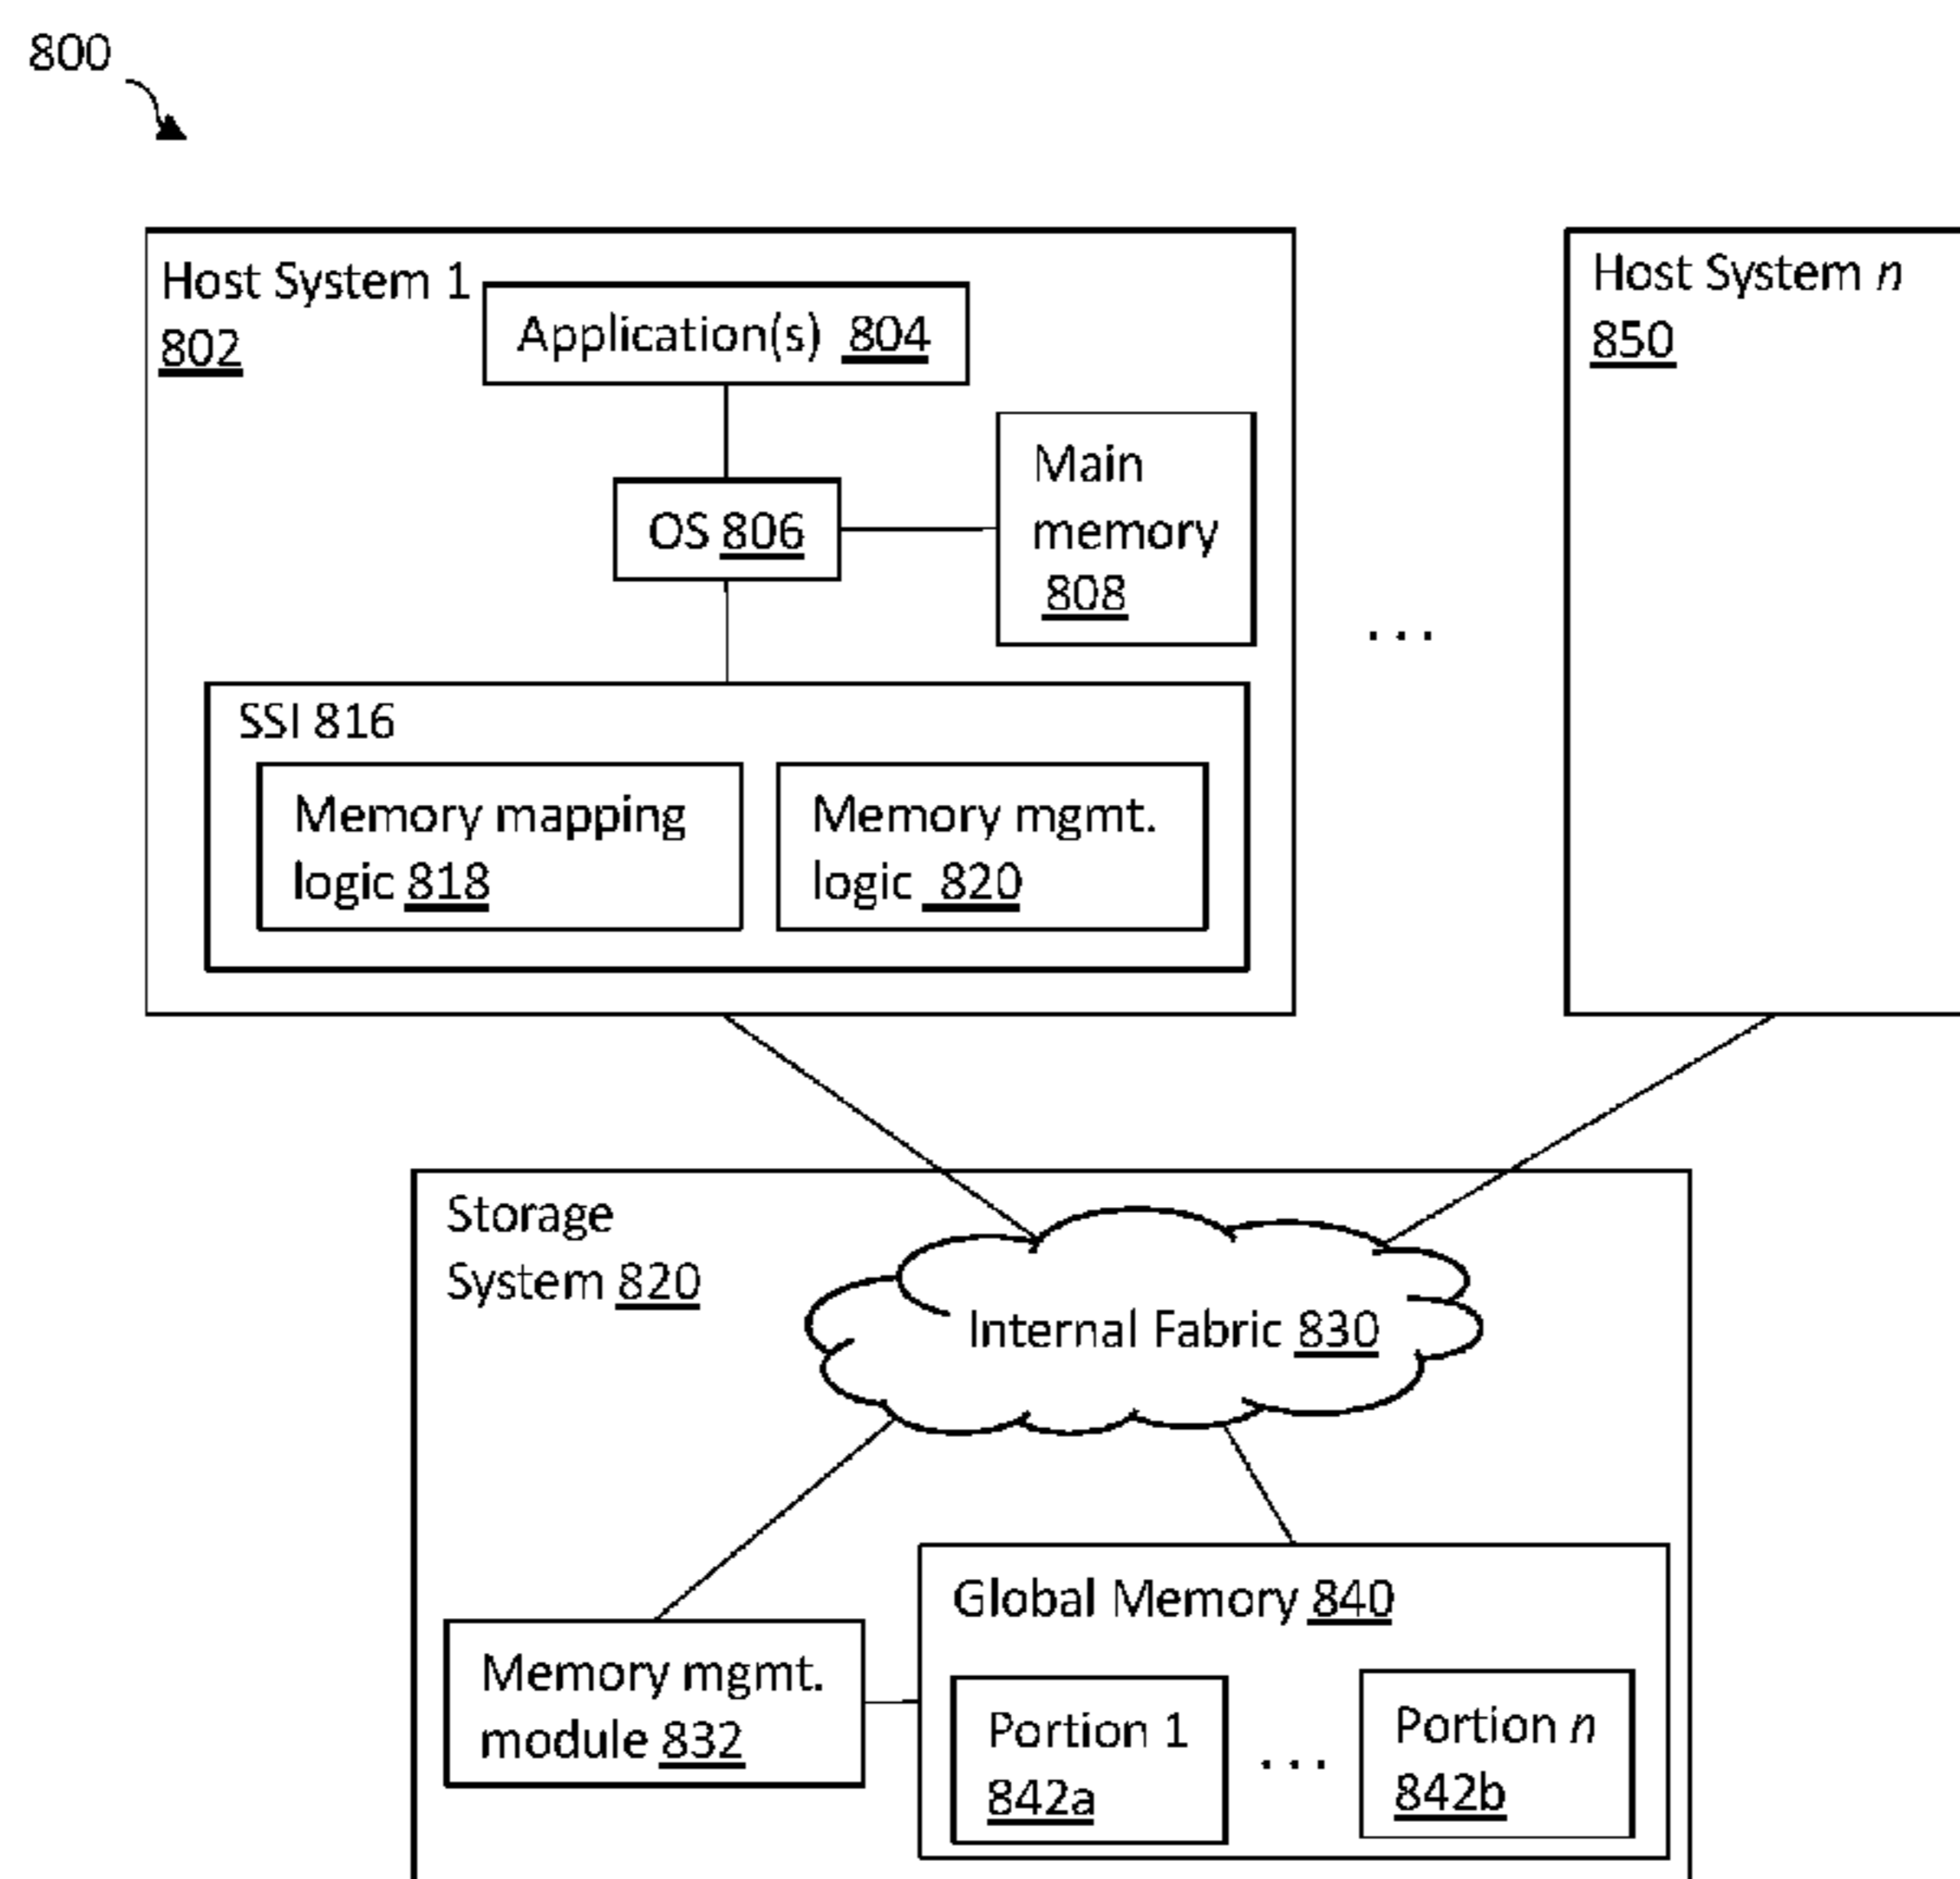 800
Host System 1
802
Application(s) 804
OS 806
Main
memory
808
SSI 816
Memory mapping
logic 818
Memory mgmt.
logic 820
...
Host System n
850
Storage
System 820
Internal Fabric 830
Memory mgmt.
module 832
Global Memory 840
Portion 1
842a
...
Portion n
842b